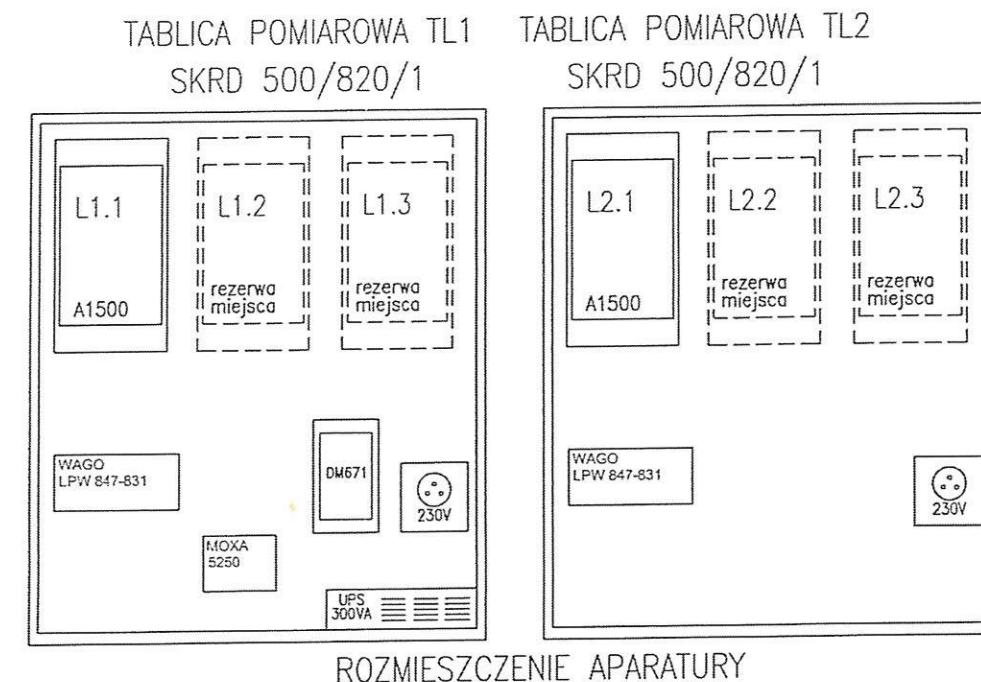 TABLICA POMIAROWA TL1
SKRD 500/820/1
L1.1
A1500
L1.2
rezerwa
miejsca
L1.3
rezerwa
miejsca
WAGO
LPW 847-831
DM671
230V
MOXA
5250
UPS
300VA
TABLICA POMIAROWA TL2
SKRD 500/820/1
L2.1
A1500
L2.2
rezerwa
miejsca
L2.3
rezerwa
miejsca
WAGO
LPW 847-831
230V
ROZMIESZCZENIE APARATURY